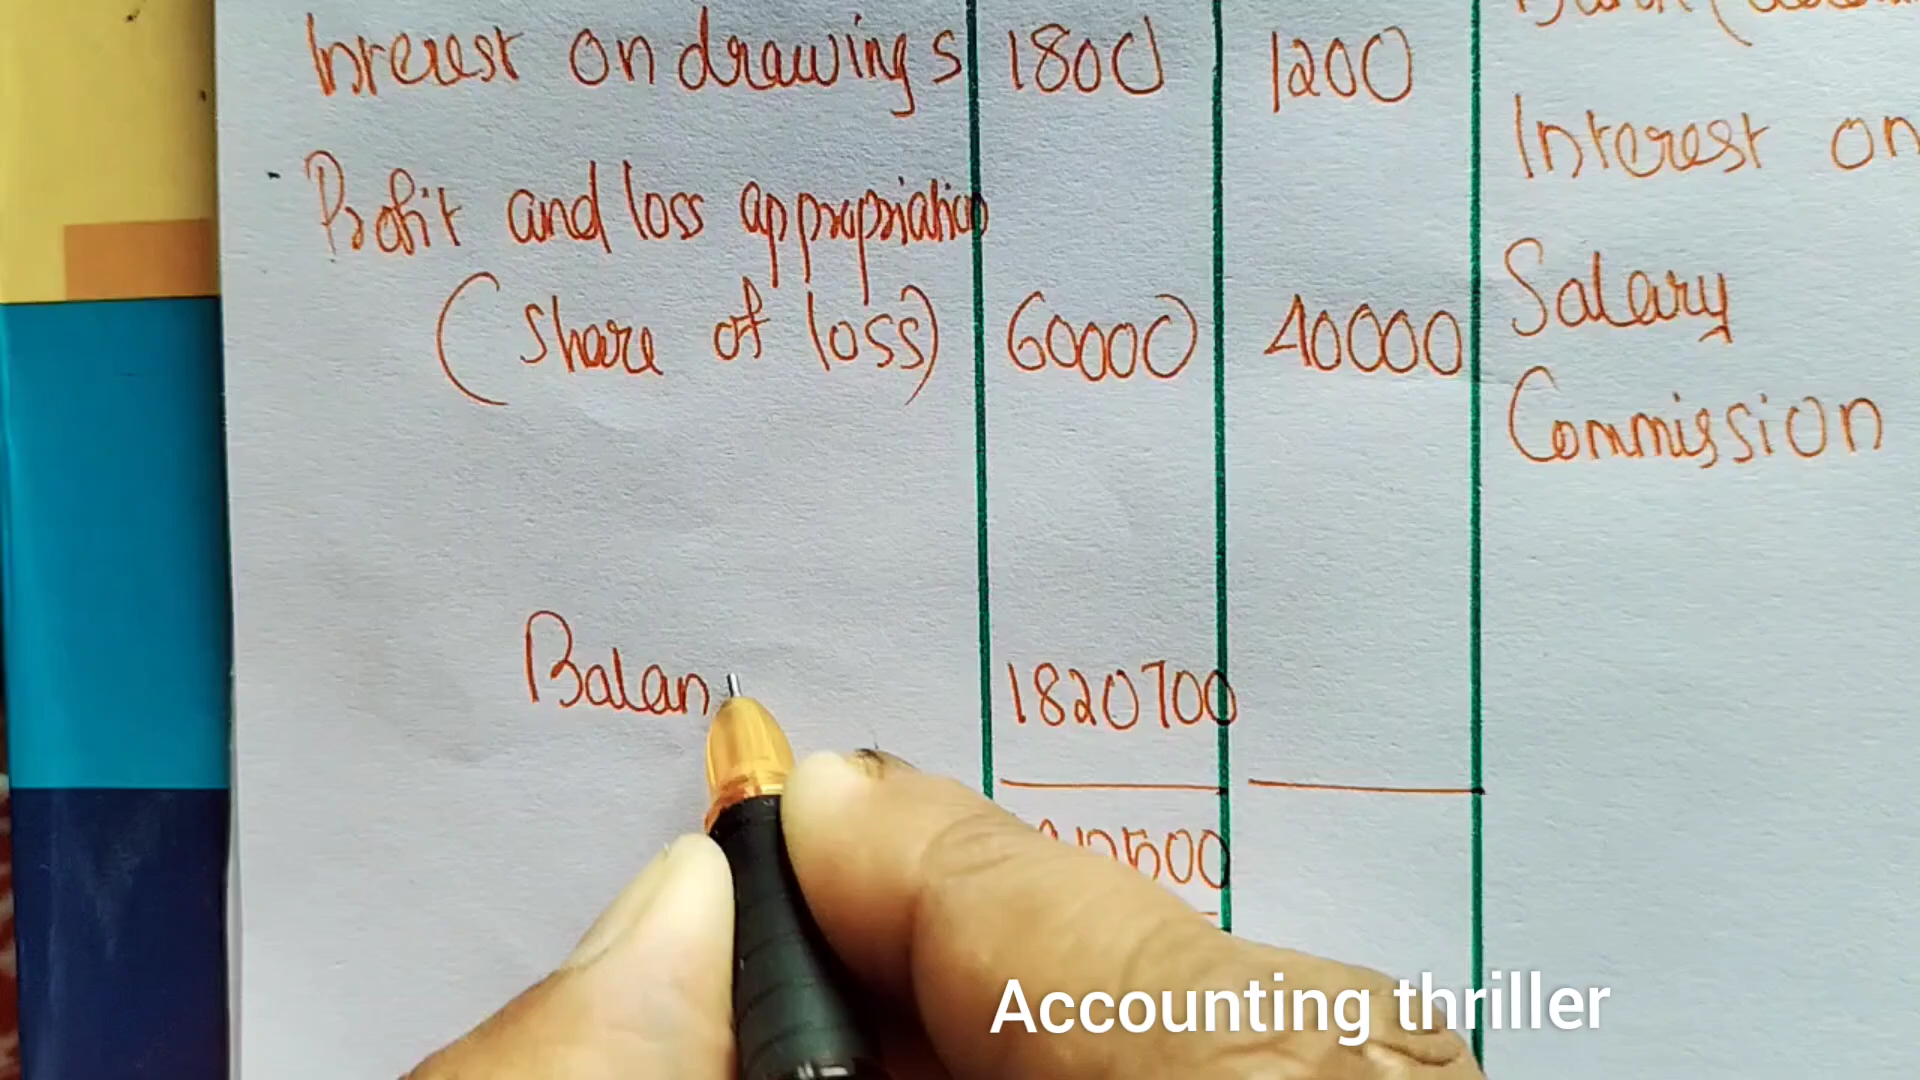 Interest on drawings 1800 1200
Profit and loss appropriation
(share of loss) 60000 40000
Balan 1820700
Interest on
Salary
Commission
Accounting thriller